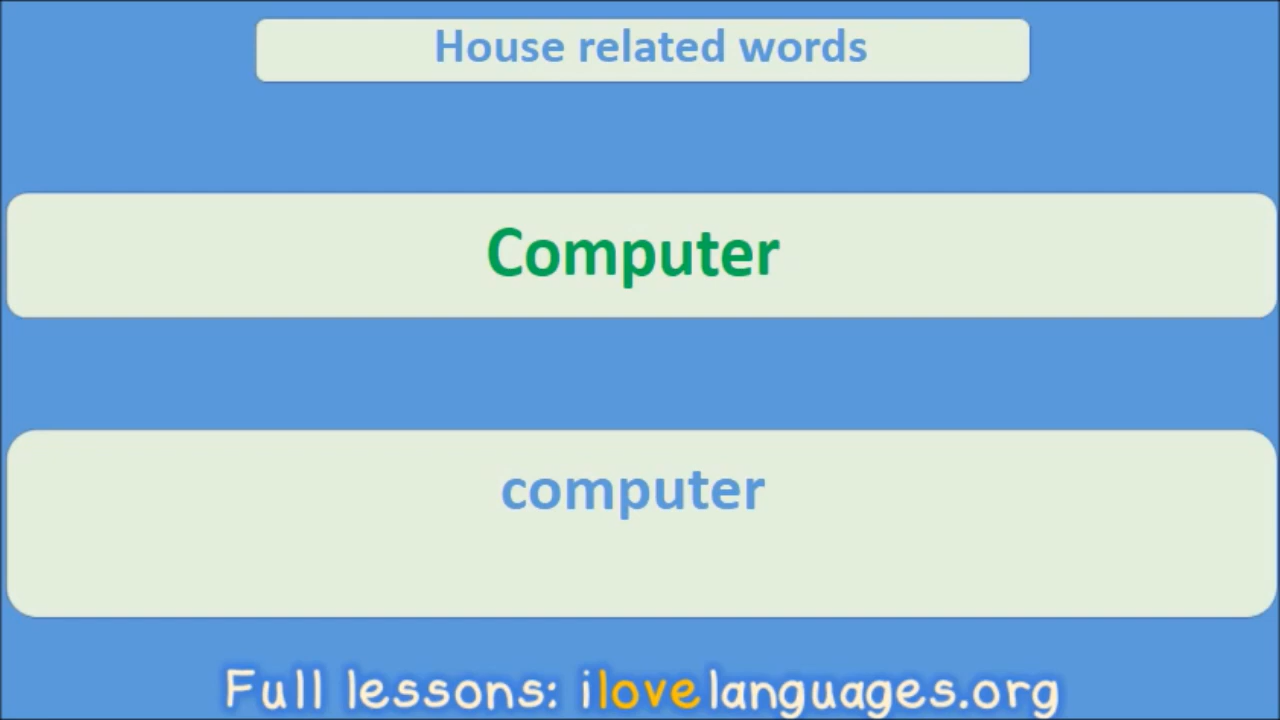 House related words
Computer
computer
Full lessons: ilovelanguages.org